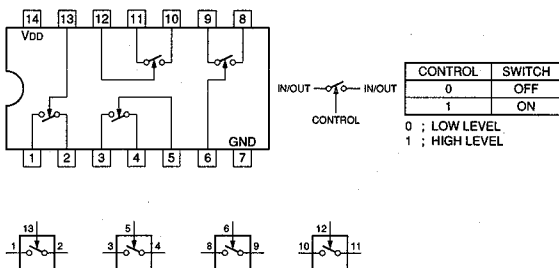 14 13 12 11 10 9 8
VDD
GND
1 2 3 4 5 6 7
IN/OUT IN/OUT
CONTROL
CONTROL SWITCH
0 OFF
1 ON
0 ; LOW LEVEL
1 ; HIGH LEVEL
13 5 6 12
1 2 3 4 8 9 10 11